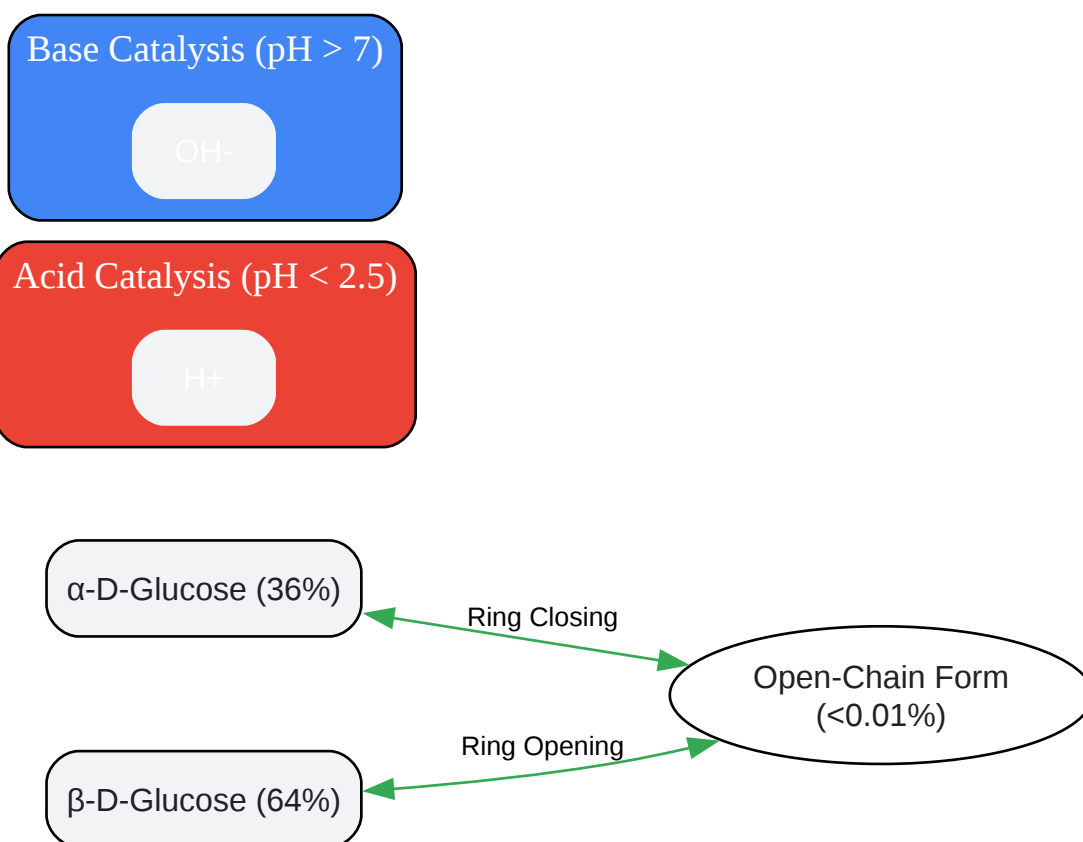 Base Catalysis (pH > 7)
OH-
Acid Catalysis (pH < 2.5)
H+
α-D-Glucose (36%)
Ring Closing
Open-Chain Form
(<0.01%)
Ring Opening
β-D-Glucose (64%)